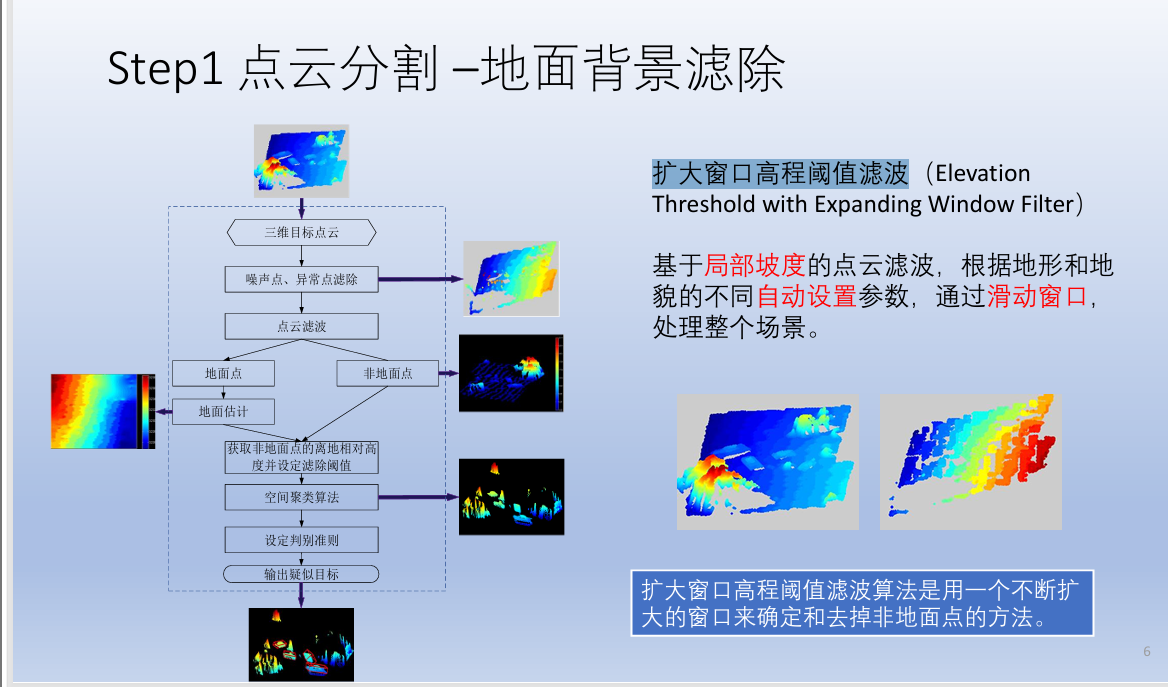 Step1 点云分割 –地面背景滤除
三维目标点云
噪声点、异常点滤除
点云滤波
地面点
非地面点
地面估计
获取非地面点的离地相对高
度并设定滤除阈值
空间聚类算法
设定判别准则
输出疑似目标
扩大窗口高程阈值滤波（Elevation
Threshold with Expanding Window Filter）
基于局部坡度的点云滤波，根据地形和地
貌的不同自动设置参数，通过滑动窗口，
处理整个场景。
扩大窗口高程阈值滤波算法是用一个不断扩
大的窗口来确定和去掉非地面点的方法。
6